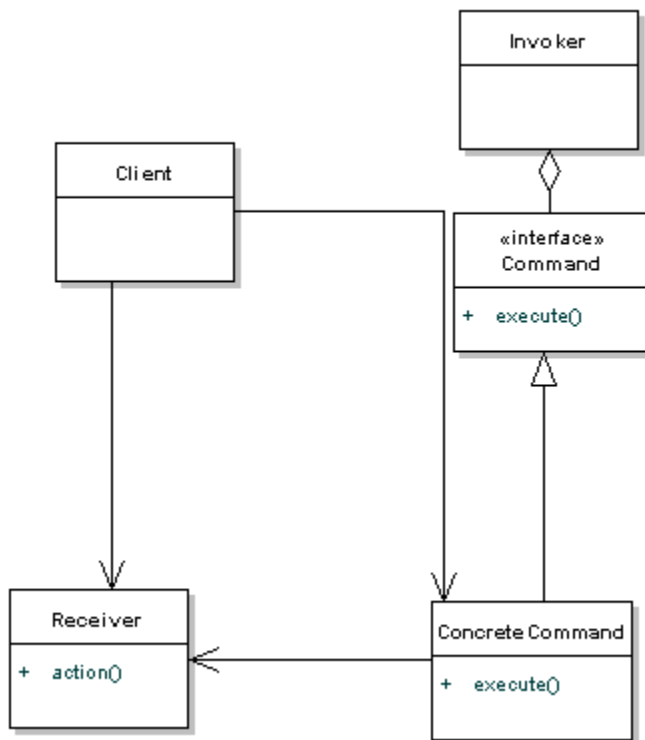 Invoker
Client
«interface»
Command
+ execute()
Receiver
+ action()
Concrete Command
+ execute()